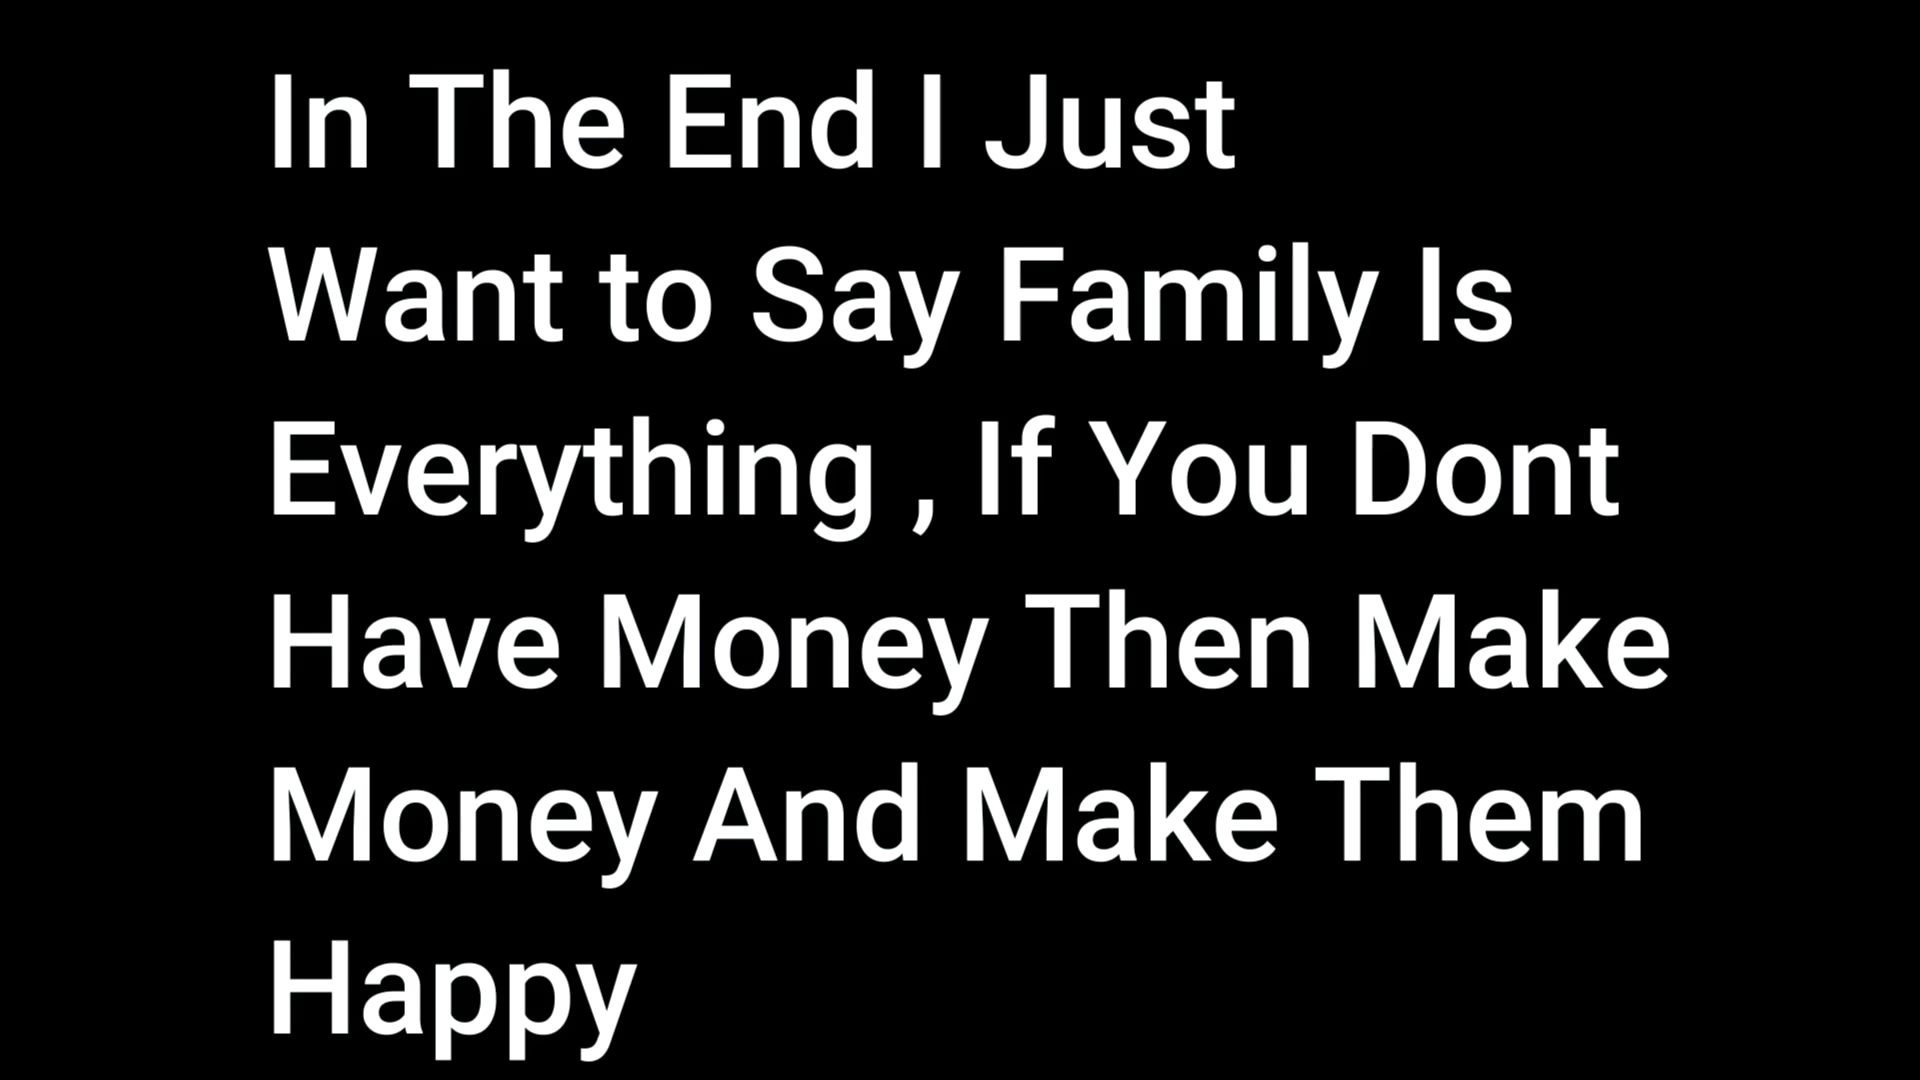 In The End I Just
Want to Say Family Is
Everything , If You Dont
Have Money Then Make
Money And Make Them
Happy